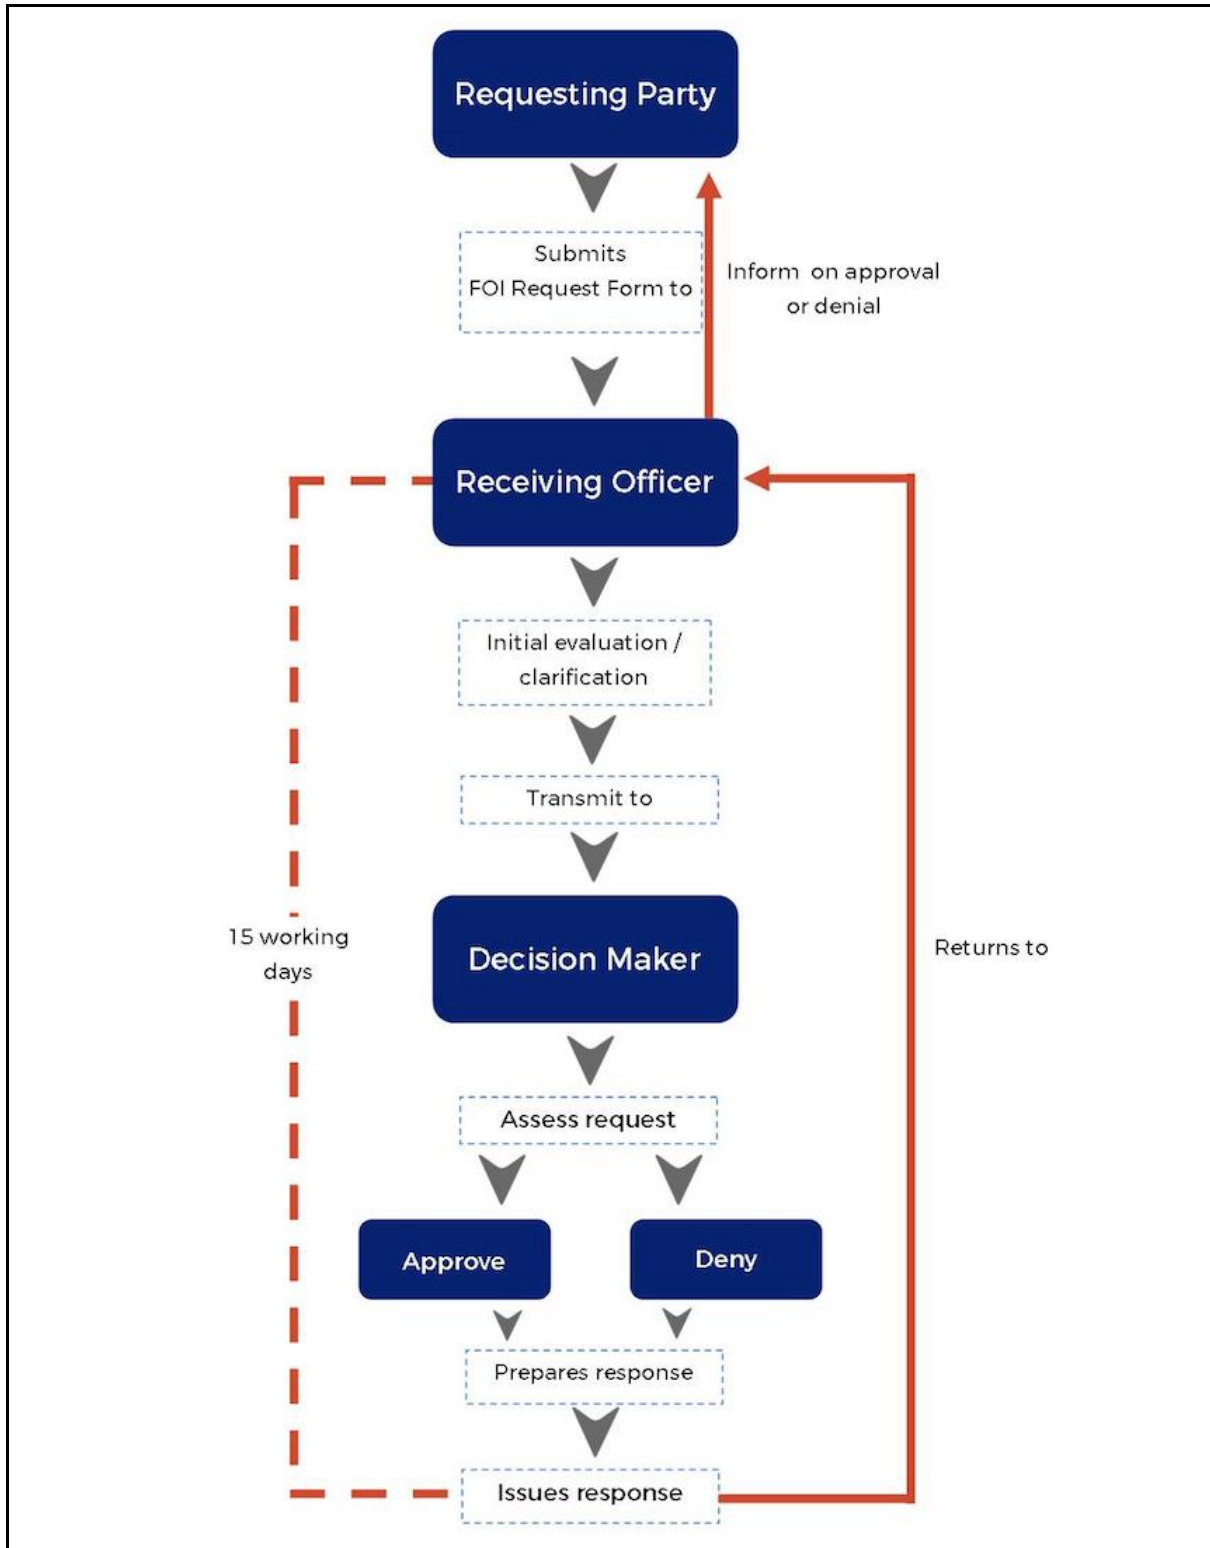 Requesting Party
Submits
FOI Request Form to
Inform on approval
or denial
Receiving Officer
Initial evaluation /
clarification
Transmit to
15 working
days
Decision Maker
Returns to
Assess request
Approve
Deny
Prepares response
Issues response